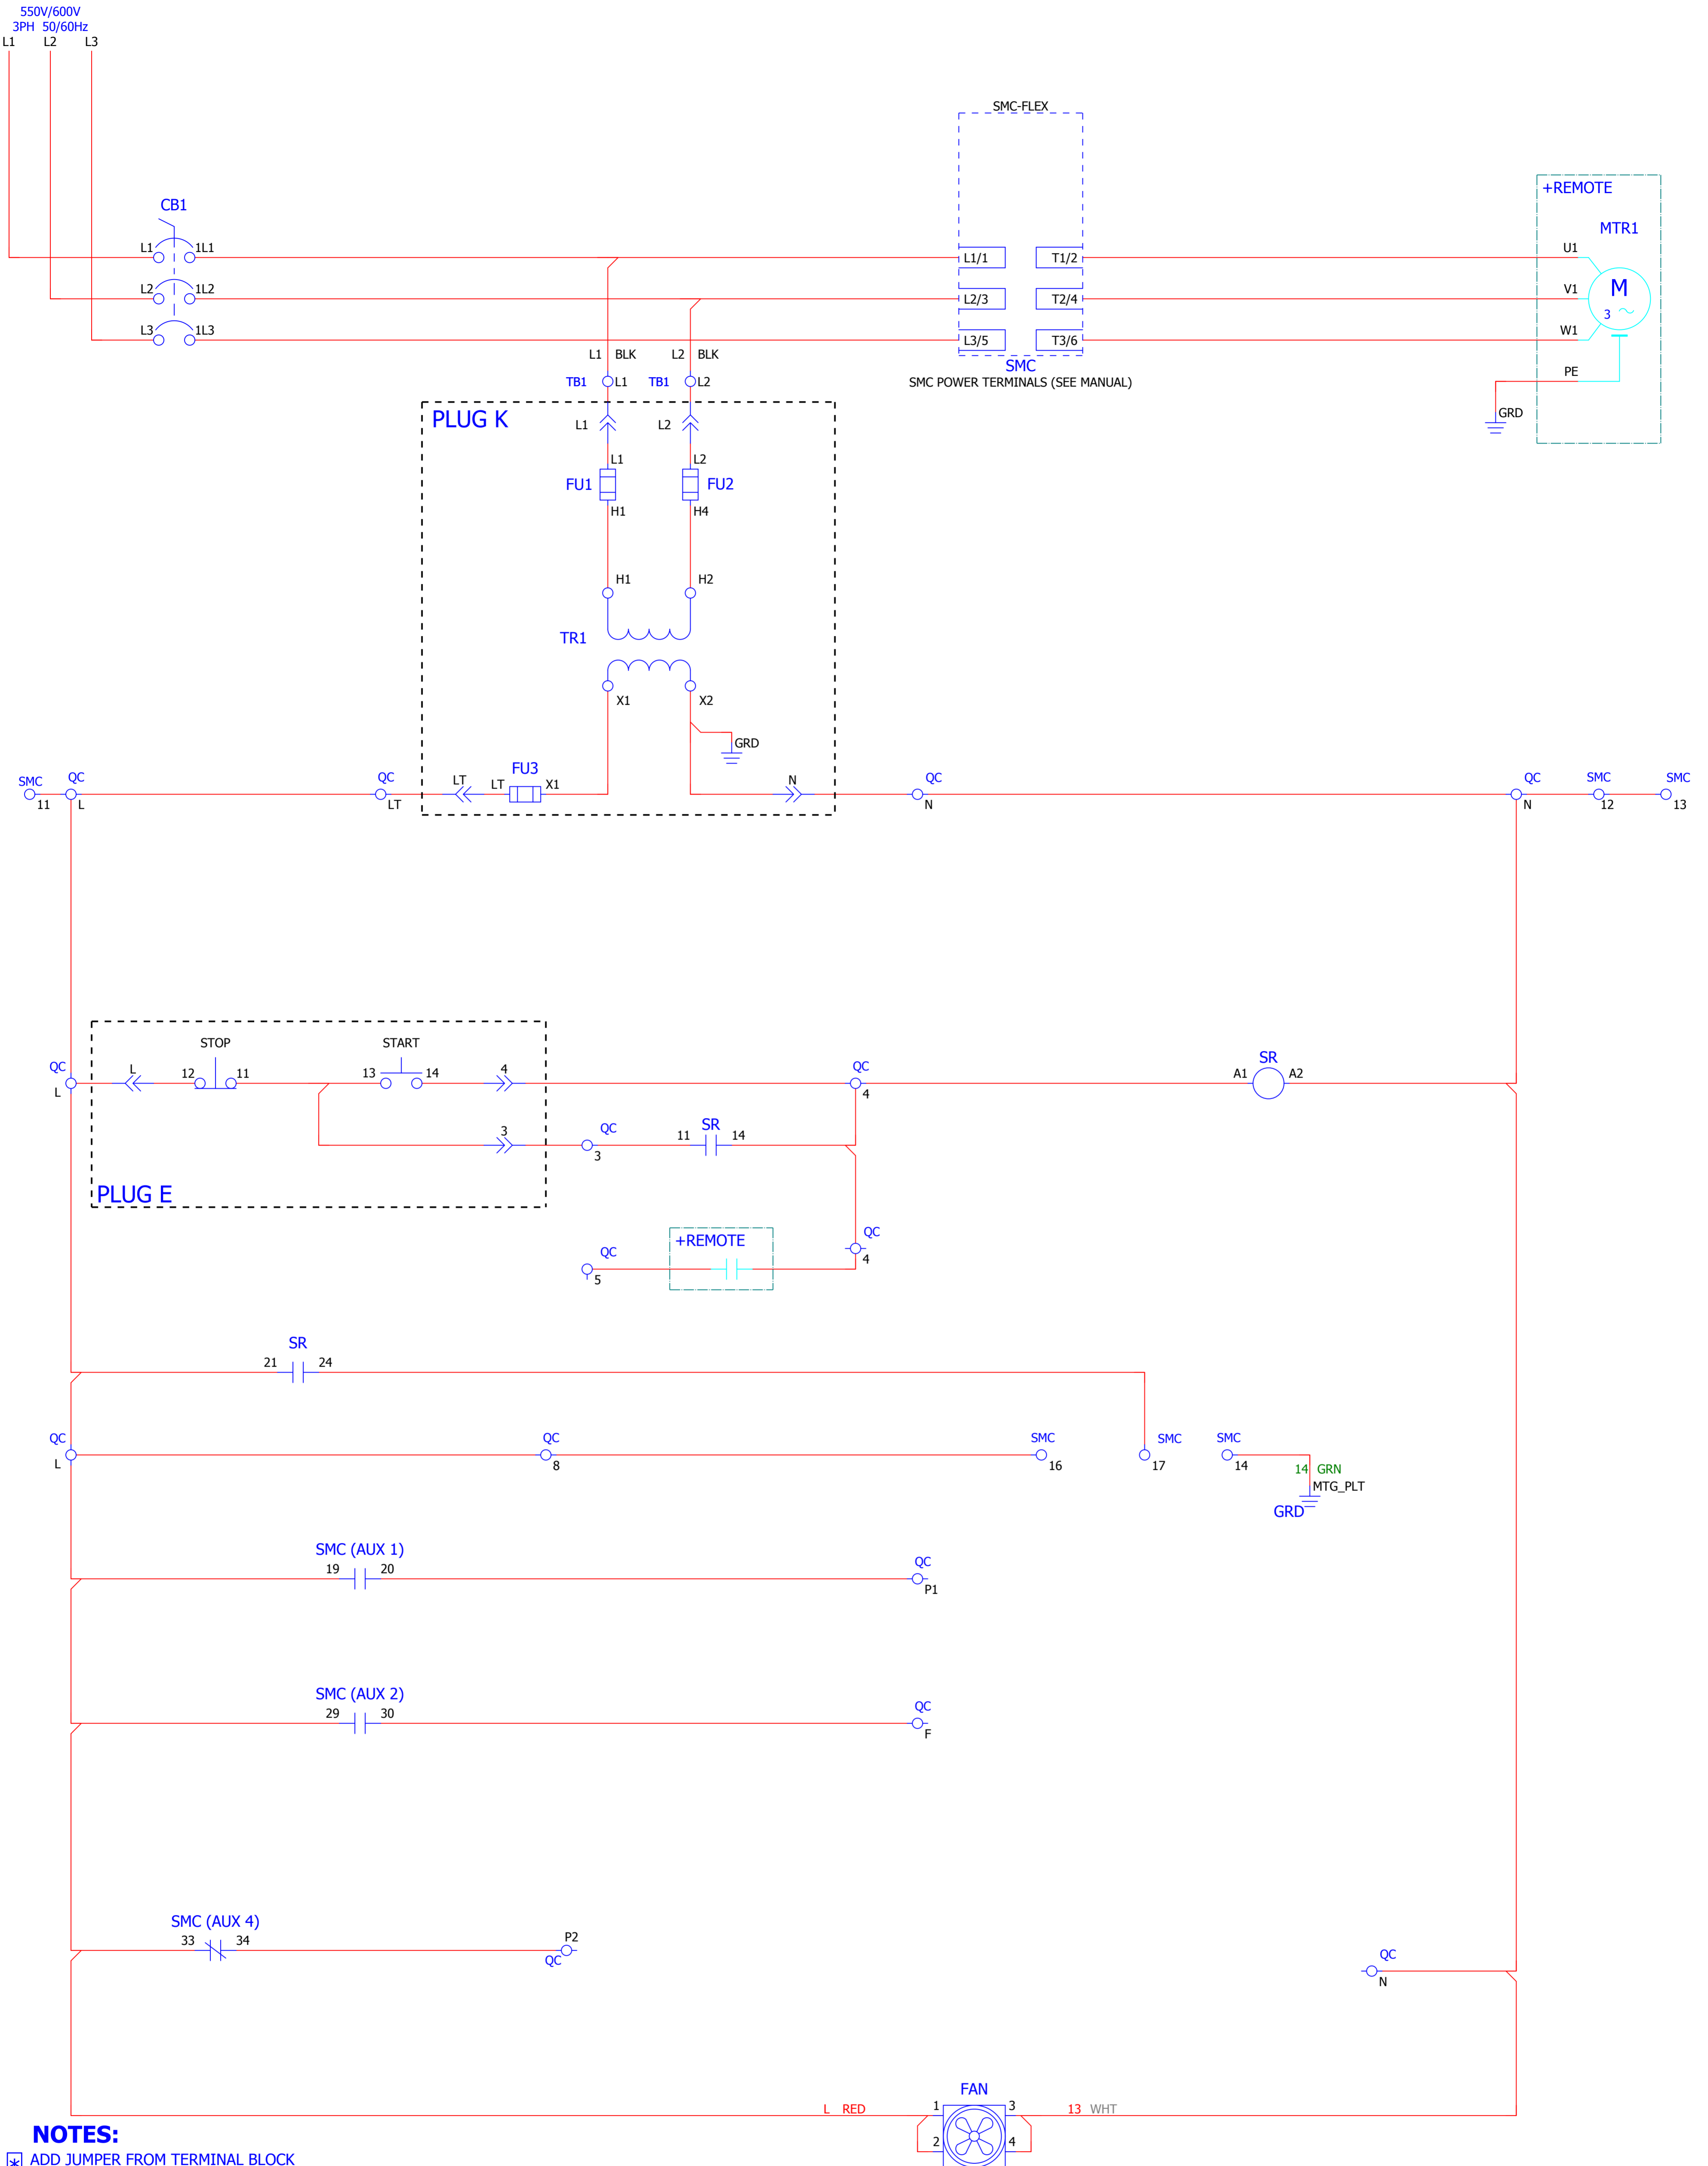 550V/600V
3PH 50/60Hz
L1 L2 L3
SMC-FLEX
+REMOTE
MTR1
CB1
L1 1L1
L1/1 T1/2
U1
L2 1L2
L2/3 T2/4
V1
M
3
L3 1L3
L3/5 T3/6
W1
SMC
SMC POWER TERMINALS (SEE MANUAL)
PE
GRD
L1 BLK L2 BLK
TB1 L1 TB1 L2
PLUG K
L1 L2
L1 L2
FU1 FU2
H1 H4
H1 H2
TR1
X1 X2
GRD
SMC QC QC LT LT FU3 X1 N QC QC SMC SMC
11 L LT N N 12 13
STOP START
QC L 12 11 13 14 4 QC SR
L 4 A1 A2
3 QC 11 SR 14
3
PLUG E
+REMOTE
QC QC
5 4
SR
21 24
QC QC SMC SMC SMC
L 8 16 17 14
14 GRN
MTG_PLT
GRD
SMC (AUX 1)
19 20 QC
P1
SMC (AUX 2)
29 30 QC
F
SMC (AUX 4)
33 34 P2
QC
QC
N
FAN
L RED 1 3 13 WHT
2 4
NOTES:
* ADD JUMPER FROM TERMINAL BLOCK